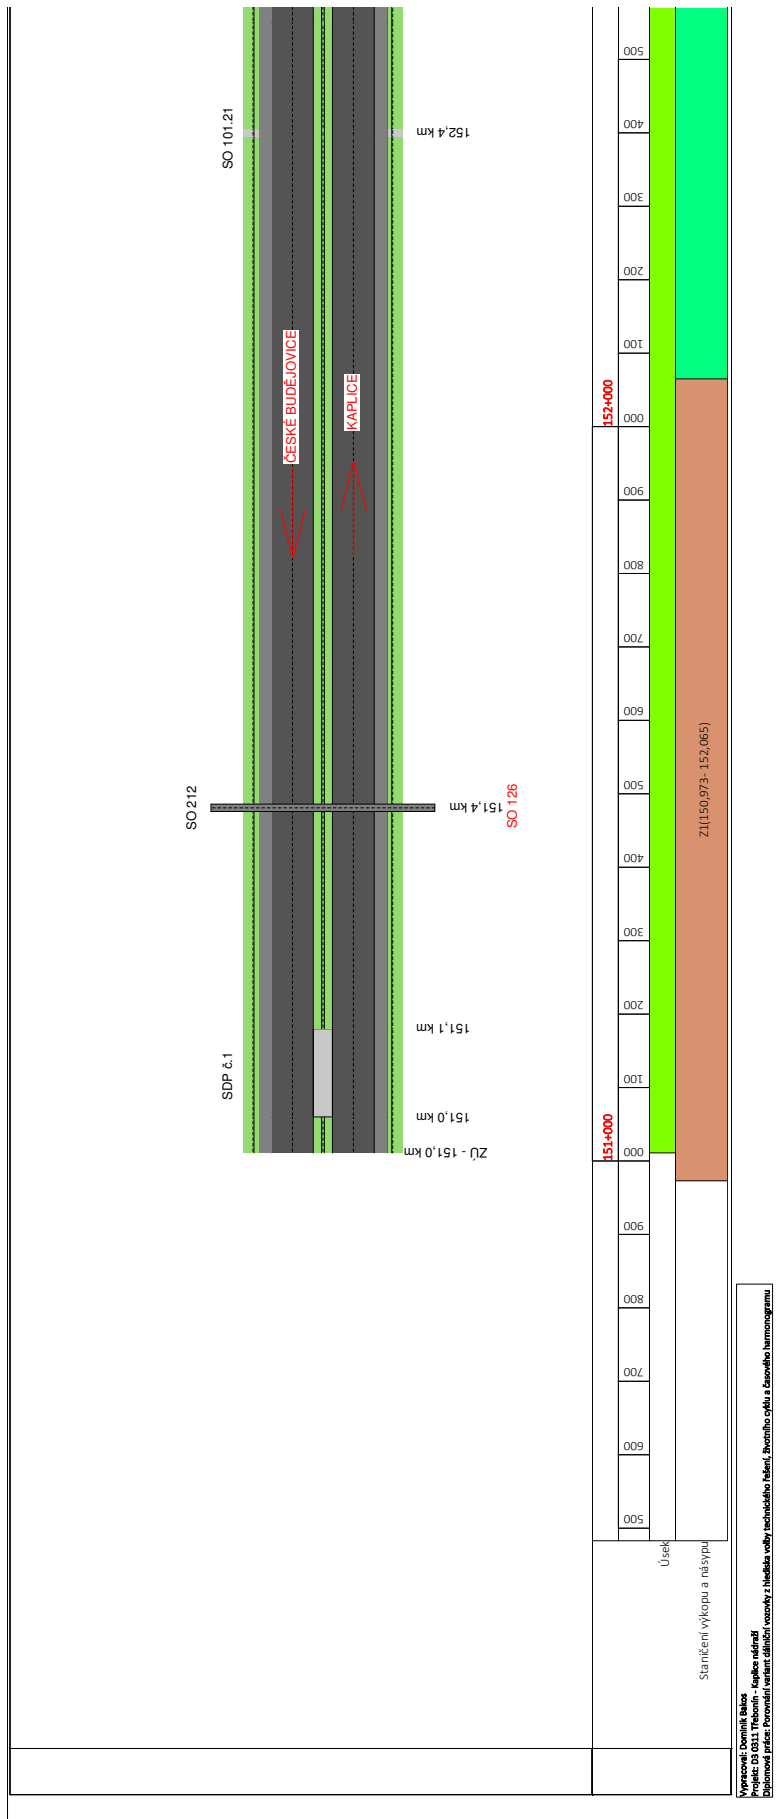 SO 101.21
152,4 km
ČESKÉ BUDĚJOVICE
KAPLICE
SO 212
151,4 km
SO 126
SDP č.1
151,1 km
151,0 km
ZÚ - 151,0 km
152+000
151+000
500
400
300
200
100
000
900
800
700
600
500
400
300
200
100
000
900
800
700
600
500
Z1(150,973- 152,065)
Úsek
Staničení výkopu a násypu
Vypracoval: Dominik Bakos
Projekt: D3 0311 Třebonín - Kaplice nádraží
Diplomová práce: Porovnání variant dálniční vozovky z hlediska volby technického řešení, životního cyklu a časového harmonogramu